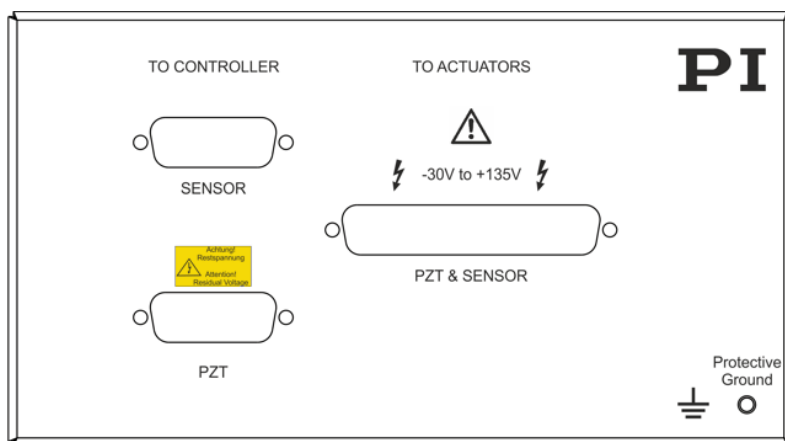 TO CONTROLLER
TO ACTUATORS
PI
-30V to +135V
SENSOR
Achtung!
Restspannung
Attention!
Residual Voltage
PZT & SENSOR
PZT
Protective
Ground